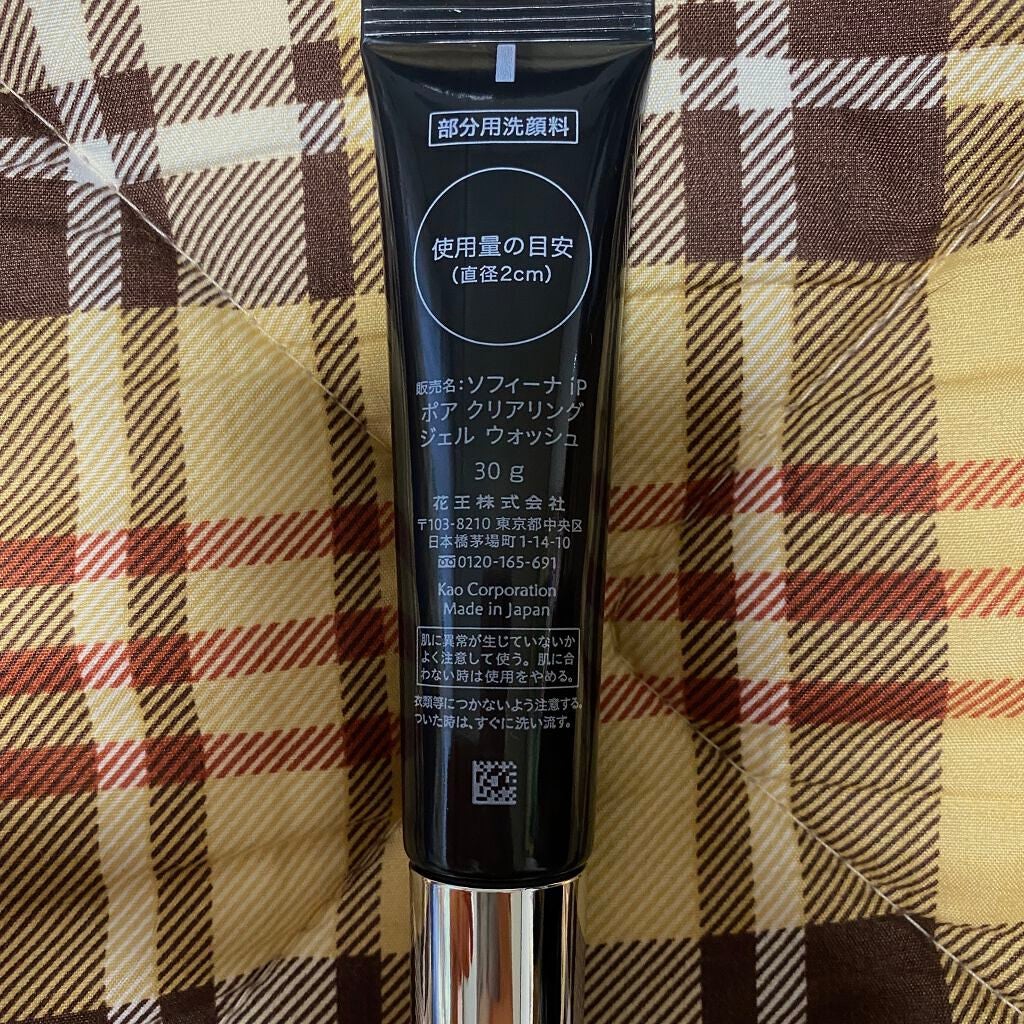 部分用洗顔料
使用量の目安
(直径2cm)
販売名:ソフィーナ iP
ポア クリアリング
ジェル ウォッシュ
30 g
花王株式会社
〒103-8210 東京都中央区
日本橋茅場町1-14-10
0120-165-691
Kao Corporation
Made in Japan
肌に異常が生じていないか
よく注意して使う。肌に合
わない時は使用をやめる。
衣類等につかないよう注意する。
ついた時は、すぐに洗い流す。